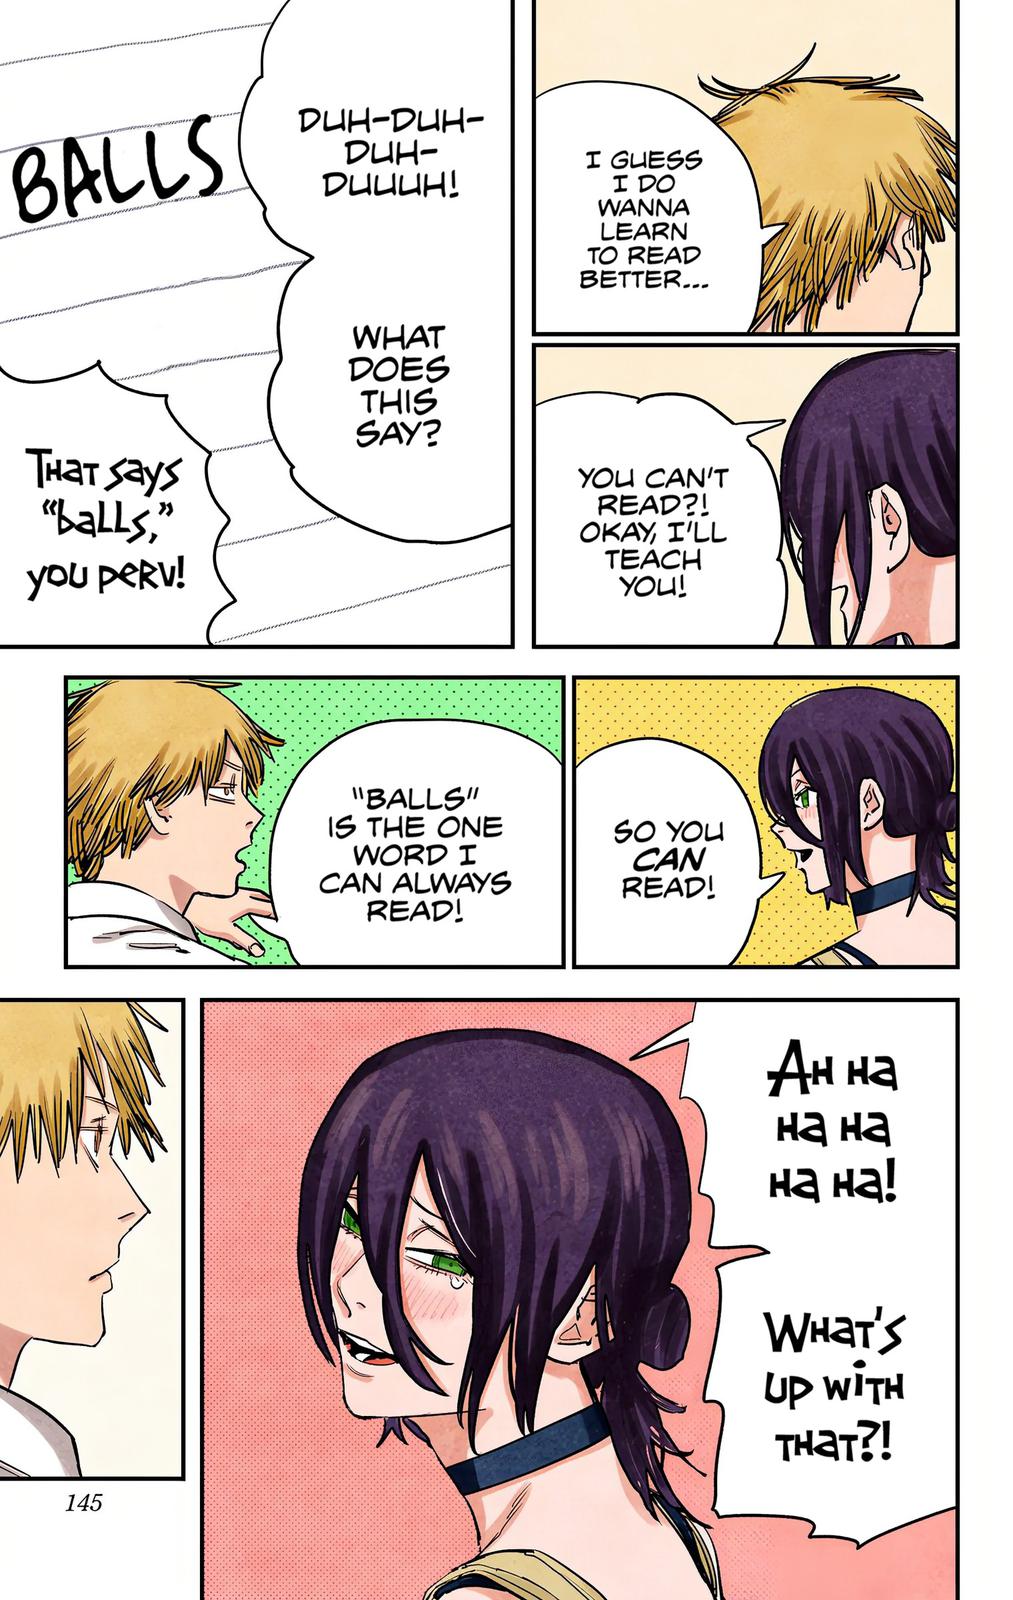 I GUESS
I DO
WANNA
LEARN
TO READ
BETTER...
YOU CAN'T
READ?!
OKAY, I'LL
TEACH
YOU!
DUH-DUH-
DUH-
DUUUH!
WHAT
DOES
THIS
SAY?
BALLS
That says
"balls,"
you perv!
SO YOU
CAN
READ!
"BALLS"
IS THE ONE
WORD I
CAN ALWAYS
READ!
Ah ha
ha ha
ha ha!
What's
up with
that?!
145